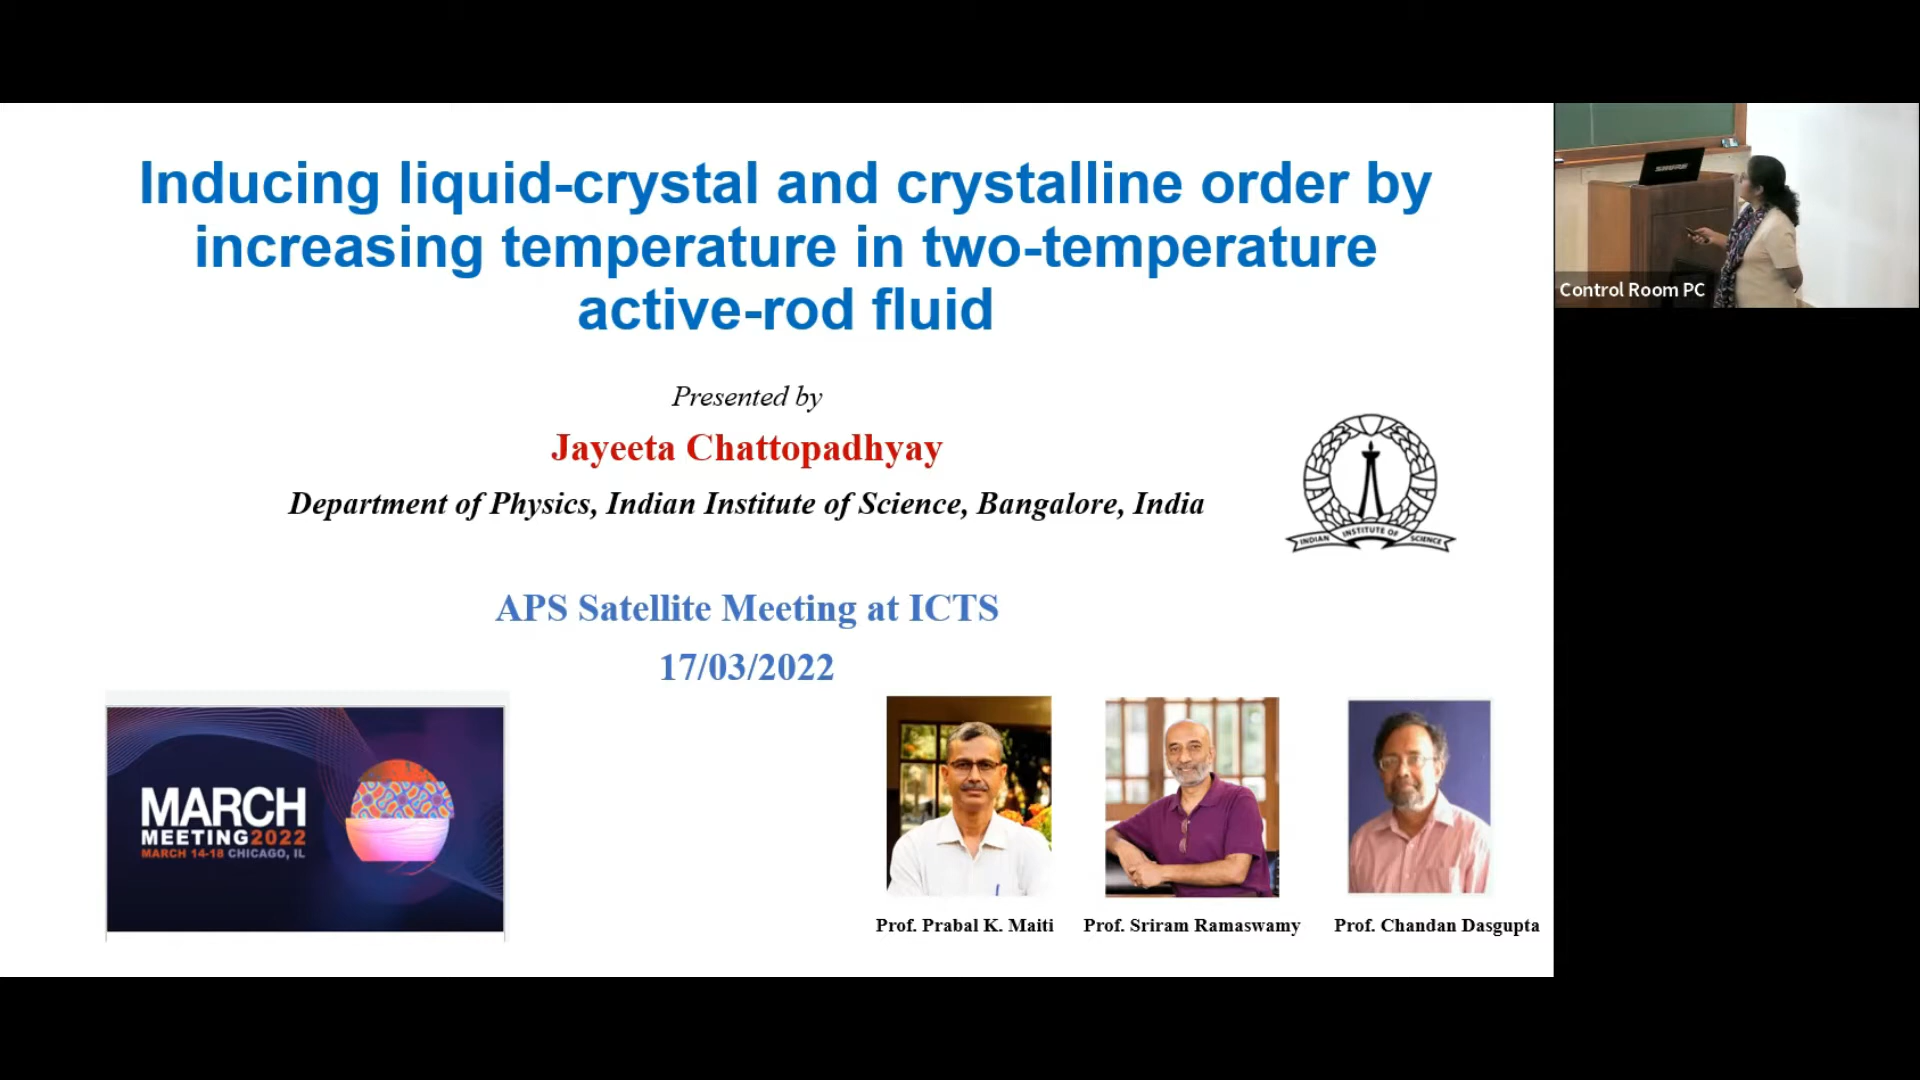 Inducing liquid-crystal and crystalline order by
increasing temperature in two-temperature
active-rod fluid
Presented by
Jayeeta Chattopadhyay
Department of Physics, Indian Institute of Science, Bangalore, India
INDIAN INSTITUTE OF SCIENCE
APS Satellite Meeting at ICTS
17/03/2022
MARCH
MEETING2022
MARCH 14-18 CHICAGO, IL
Prof. Prabal K. Maiti
Prof. Sriram Ramaswamy
Prof. Chandan Dasgupta
SHURE
Control Room PC